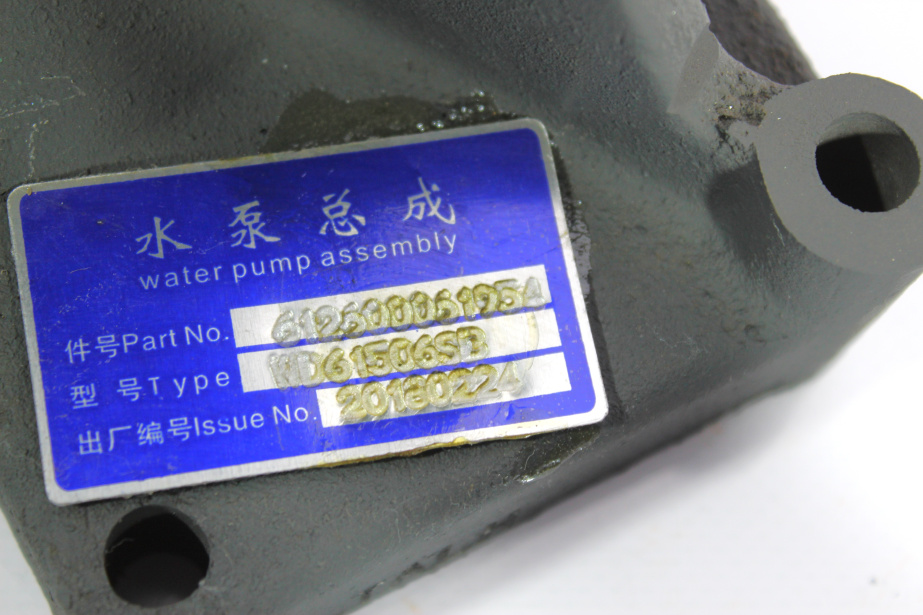 水泵总成
water pump assembly
件号Part No. 612600061954
型号Type WD61506SB
出厂编号Issue No. 20180224